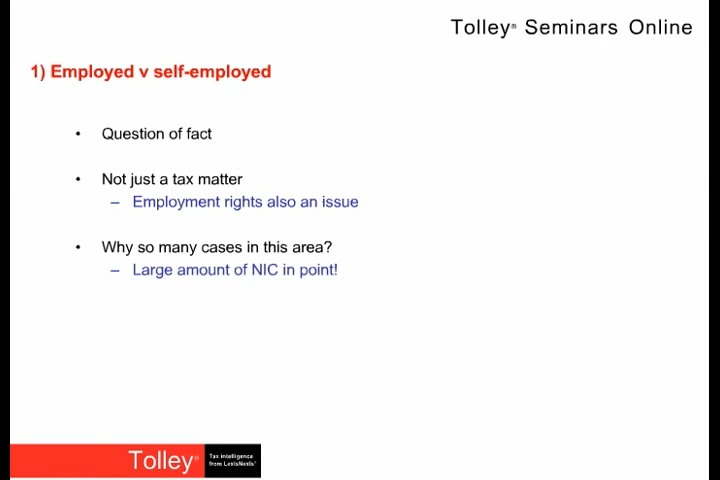 Tolley® Seminars Online
1) Employed v self-employed
• Question of fact
• Not just a tax matter
– Employment rights also an issue
• Why so many cases in this area?
– Large amount of NIC in point!
Tolley®
Tax intelligence
from LexisNexis®